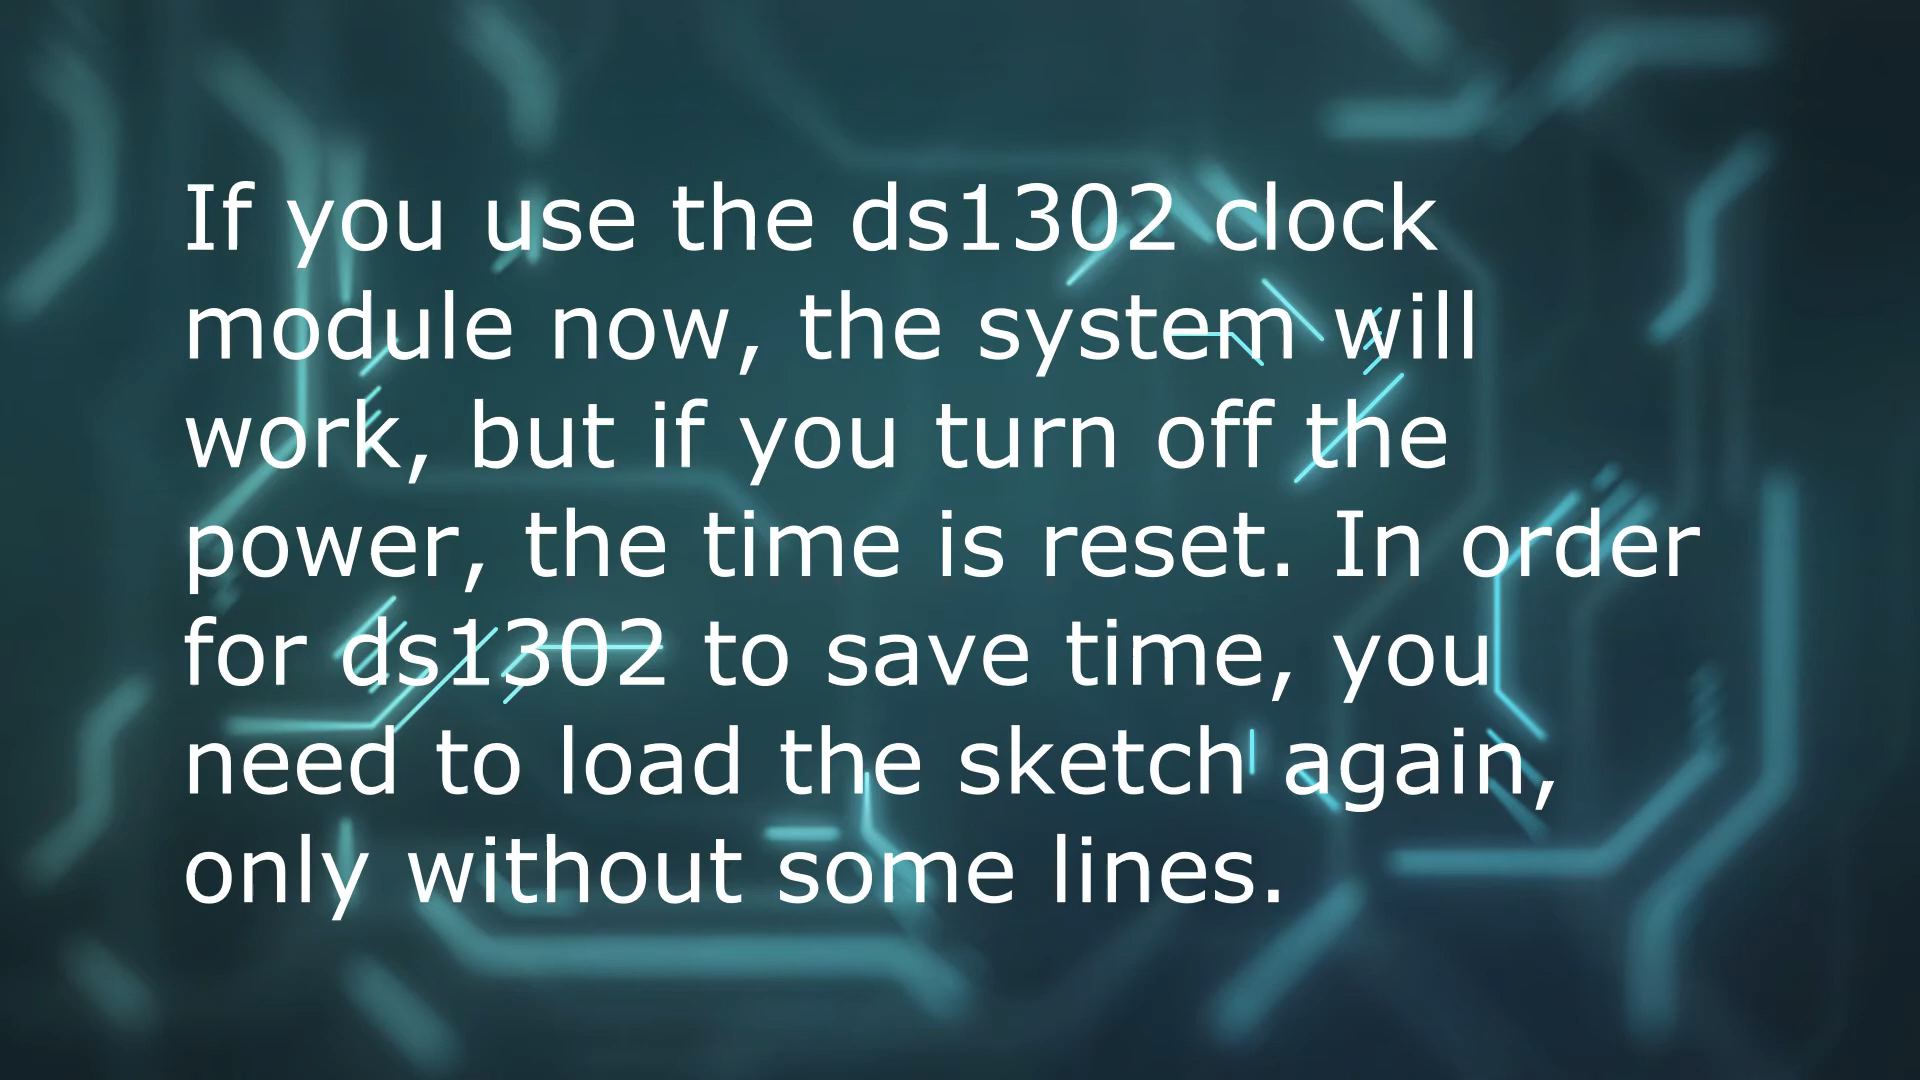 If you use the ds1302 clock
module now, the system will
work, but if you turn off the
power, the time is reset. In order
for ds1302 to save time, you
need to load the sketch again,
only without some lines.